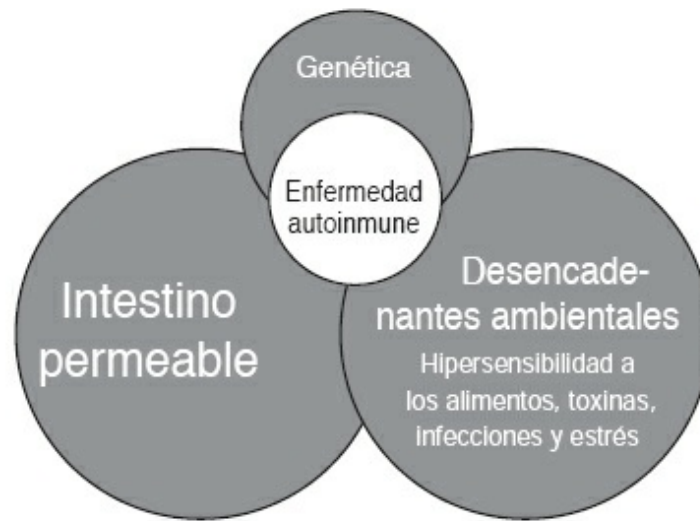 Genética
Enfermedad
autoinmune
Intestino
permeable
Desencade-
nantes ambientales
Hipersensibilidad a
los alimentos, toxinas,
infecciones y estrés